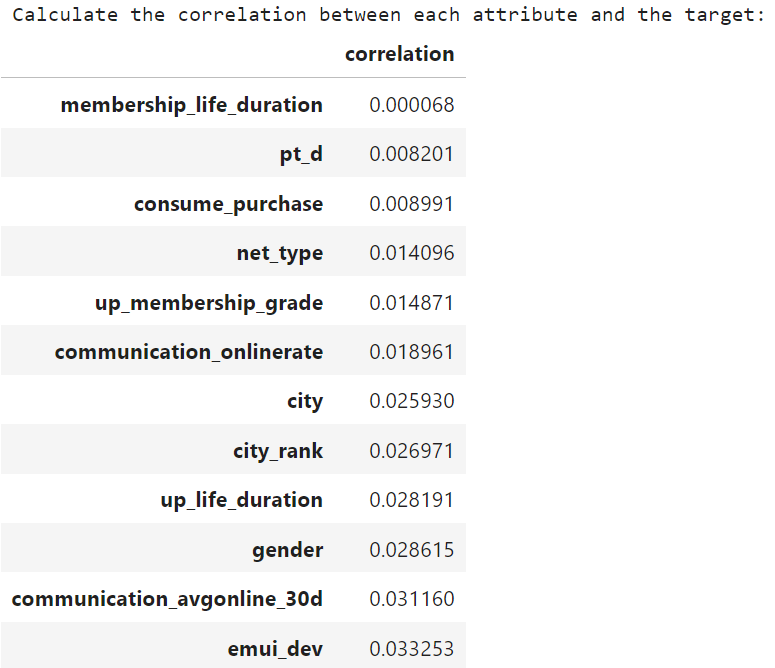 Calculate the correlation between each attribute and the target:
correlation
membership_life_duration 0.000068
pt_d 0.008201
consume_purchase 0.008991
net_type 0.014096
up_membership_grade 0.014871
communication_onlinerate 0.018961
city 0.025930
city_rank 0.026971
up_life_duration 0.028191
gender 0.028615
communication_avgonline_30d 0.031160
emui_dev 0.033253